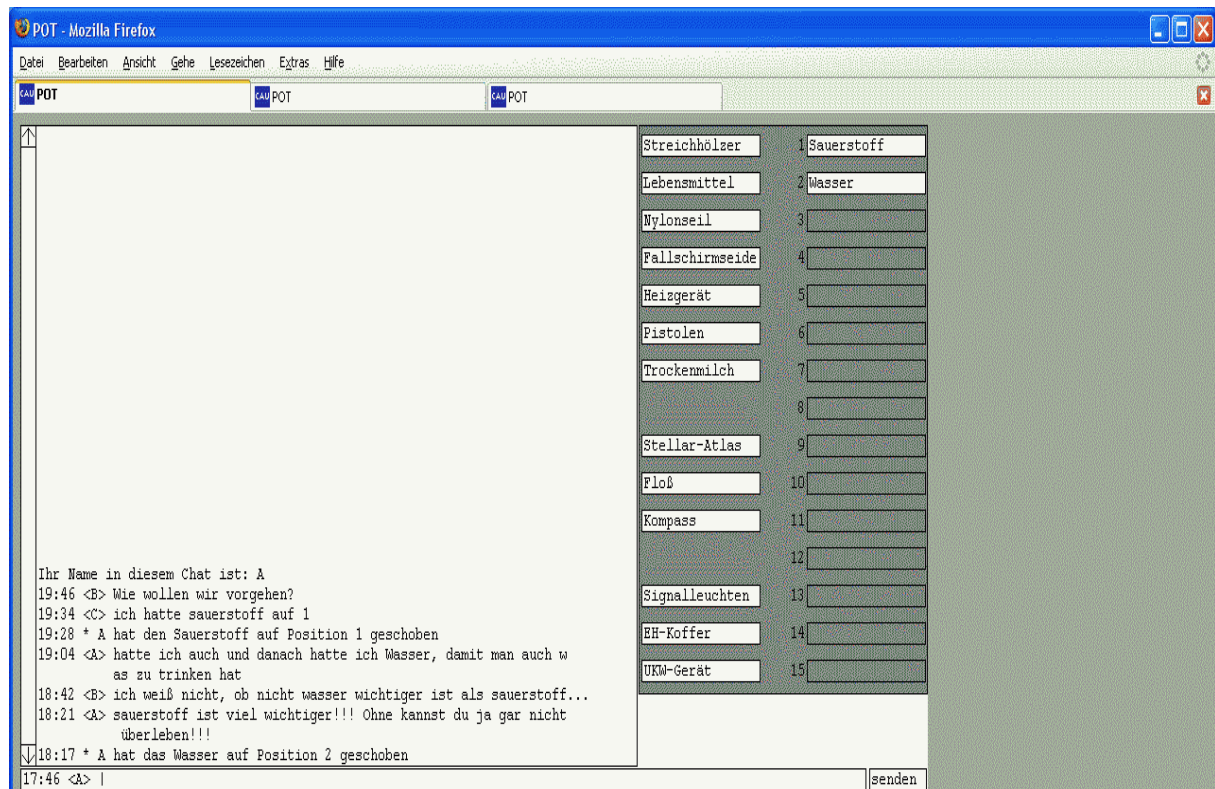 POT - Mozilla Firefox
Datei Bearbeiten Ansicht Gehe Lesezeichen Extras Hilfe
CAU POT CAU POT CAU POT
Ihr Name in diesem Chat ist: A
19:46 <B> Wie wollen wir vorgehen?
19:34 <C> ich hatte sauerstoff auf 1
19:28 * A hat den Sauerstoff auf Position 1 geschoben
19:04 <A> hatte ich auch und danach hatte ich Wasser, damit man auch w
as zu trinken hat
18:42 <B> ich weiß nicht, ob nicht wasser wichtiger ist als sauerstoff...
18:21 <A> sauerstoff ist viel wichtiger!!! Ohne kannst du ja gar nicht
überleben!!!
18:17 * A hat das Wasser auf Position 2 geschoben
17:46 <A> |
senden
Streichhölzer 1 Sauerstoff
Lebensmittel 2 Wasser
Nylonseil 3
Fallschirmseide 4
Heizgerät 5
Pistolen 6
Trockenmilch 7
8
Stellar-Atlas 9
Floß 10
Kompass 11
12
Signalleuchten 13
EH-Koffer 14
UKW-Gerät 15